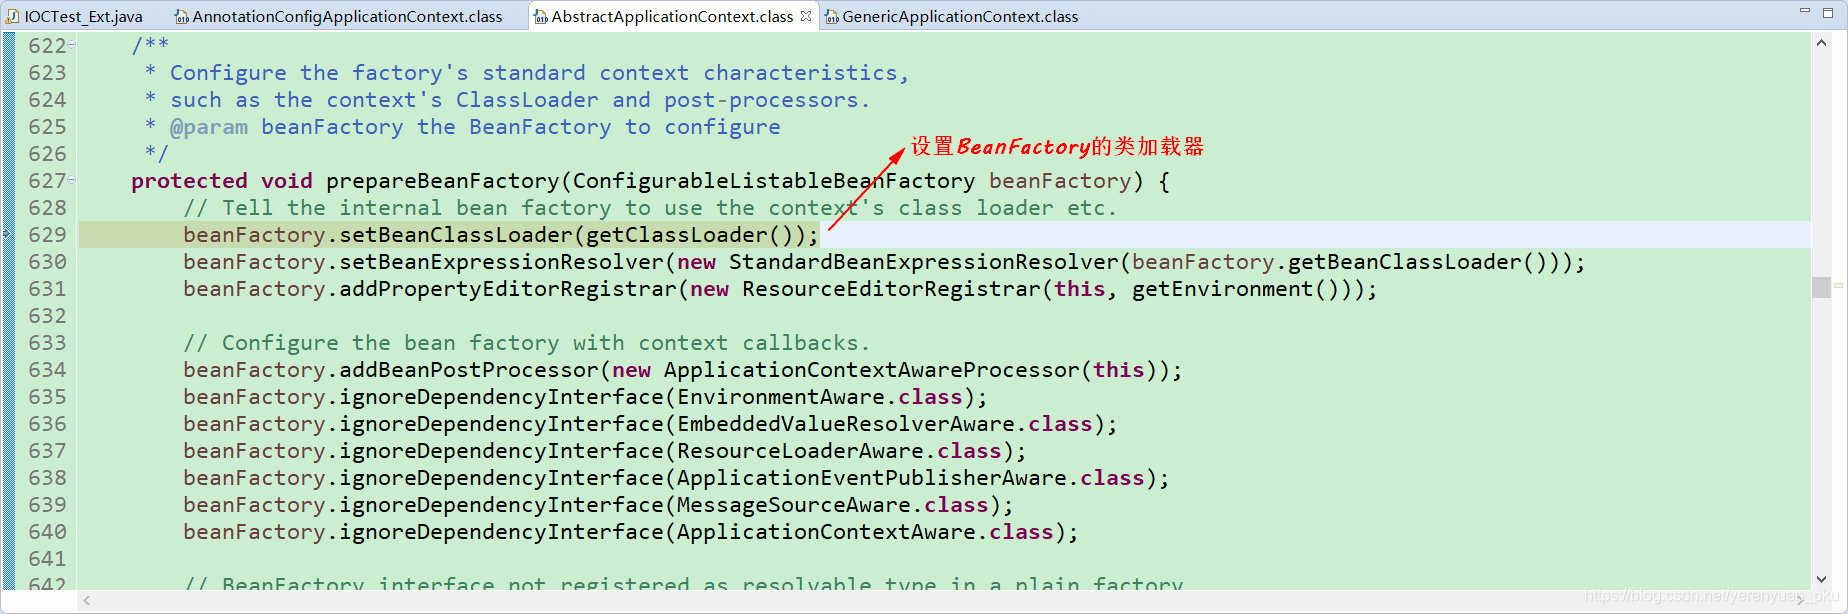 IOCTest_Ext.java AnnotationConfigApplicationContext.class AbstractApplicationContext.class GenericApplicationContext.class
622 /**
623 * Configure the factory's standard context characteristics,
624 * such as the context's ClassLoader and post-processors.
625 * @param beanFactory the BeanFactory to configure
626 */
设置BeanFactory的类加载器
627 protected void prepareBeanFactory(ConfigurableListableBeanFactory beanFactory) {
628 // Tell the internal bean factory to use the context's class loader etc.
629 beanFactory.setBeanClassLoader(getClassLoader());
630 beanFactory.setBeanExpressionResolver(new StandardBeanExpressionResolver(beanFactory.getBeanClassLoader()));
631 beanFactory.addPropertyEditorRegistrar(new ResourceEditorRegistrar(this, getEnvironment()));
632
633 // Configure the bean factory with context callbacks.
634 beanFactory.addBeanPostProcessor(new ApplicationContextAwareProcessor(this));
635 beanFactory.ignoreDependencyInterface(EnvironmentAware.class);
636 beanFactory.ignoreDependencyInterface(EmbeddedValueResolverAware.class);
637 beanFactory.ignoreDependencyInterface(ResourceLoaderAware.class);
638 beanFactory.ignoreDependencyInterface(ApplicationEventPublisherAware.class);
639 beanFactory.ignoreDependencyInterface(MessageSourceAware.class);
640 beanFactory.ignoreDependencyInterface(ApplicationContextAware.class);
641
642 // BeanFactory interface not registered as resolvable type in a plain factory
https://blog.csdn.net/yerenyuan_pku